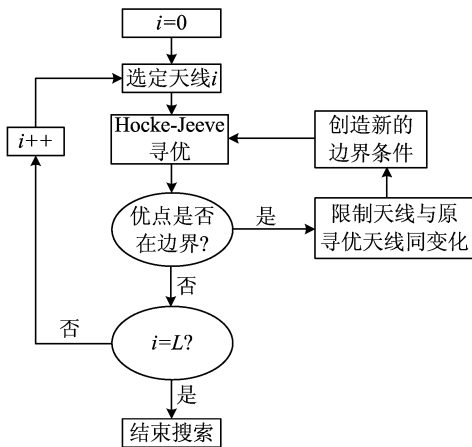 i=0
选定天线i
Hocke-Jeeve
寻优
i++
创造新的
边界条件
优点是否
在边界?
是
限制天线与原
寻优天线同变化
否
否
i=L?
是
结束搜索